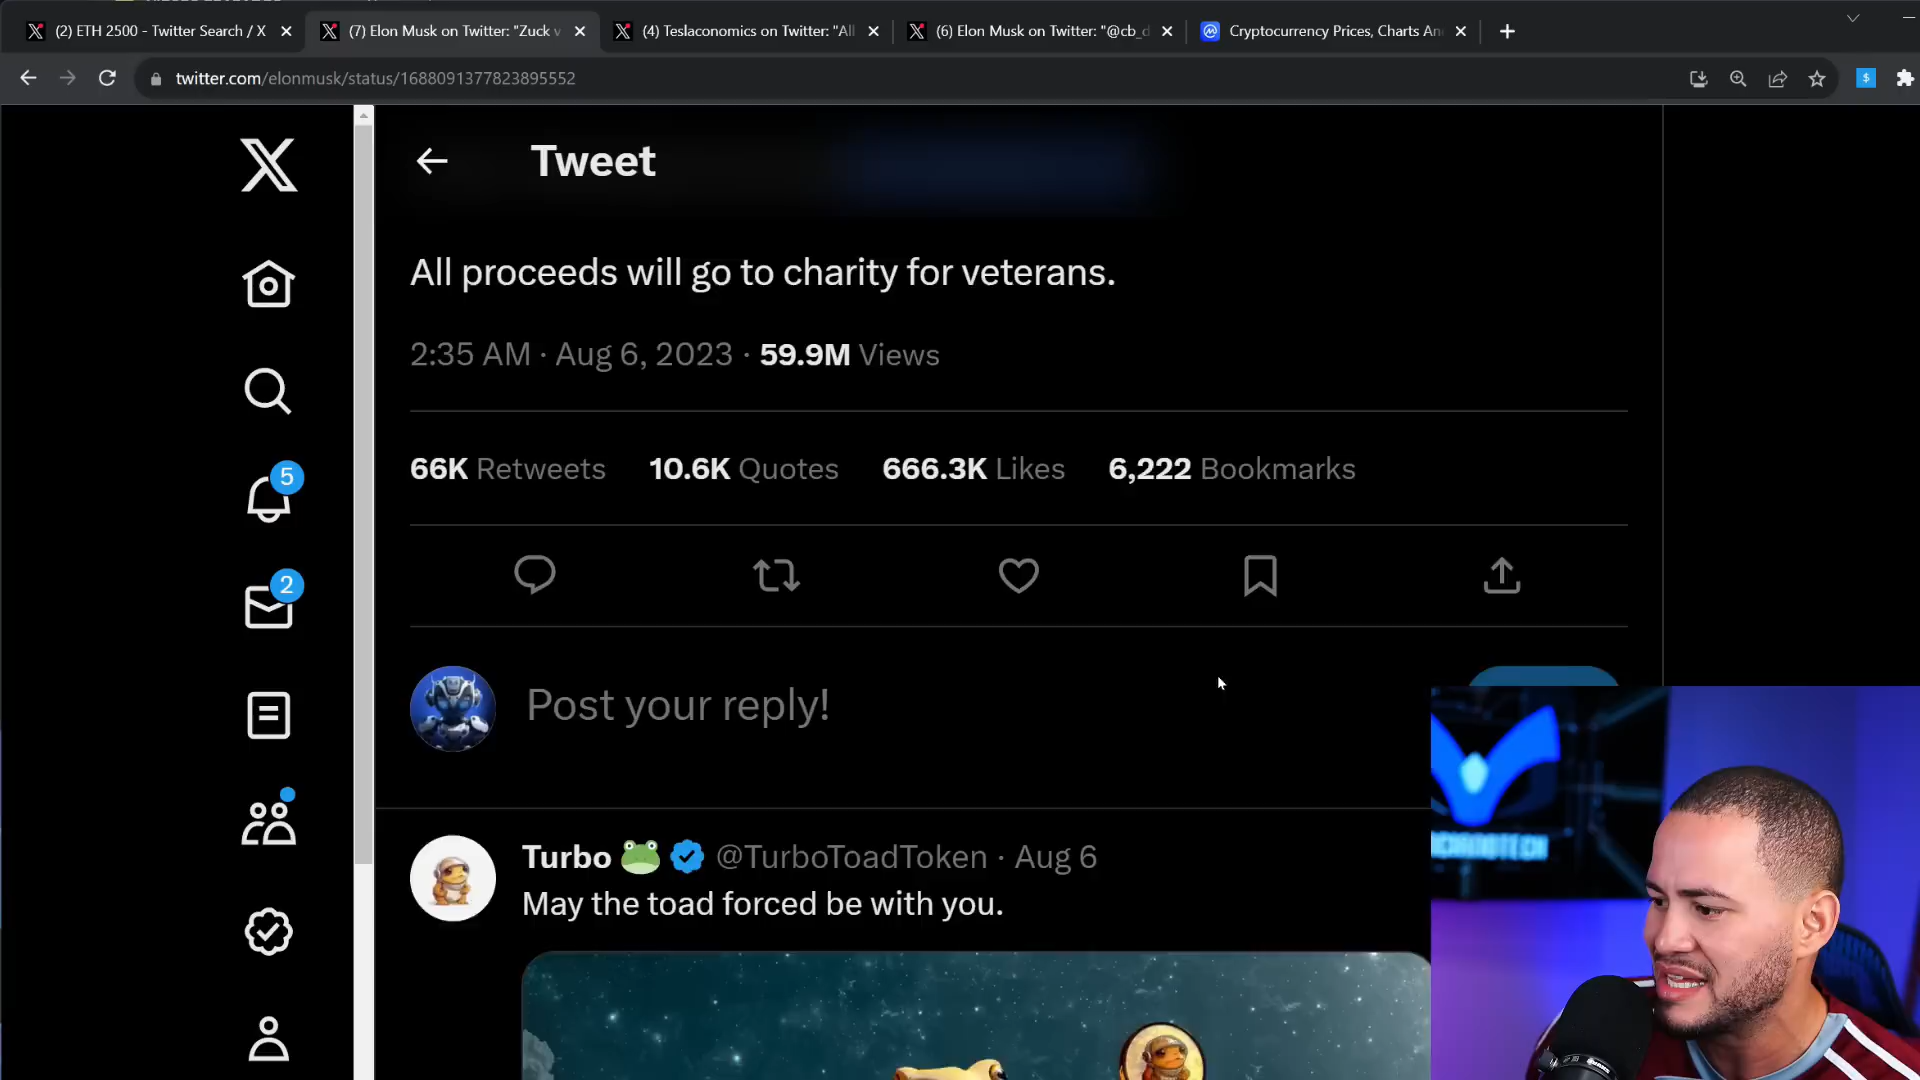 (2) ETH 2500 - Twitter Search / X
(7) Elon Musk on Twitter: "Zuck v
(4) Teslaconomics on Twitter: "All
(6) Elon Musk on Twitter: "@cb_d
Cryptocurrency Prices, Charts An
twitter.com/elonmusk/status/1688091377823895552
Tweet
All proceeds will go to charity for veterans.
2:35 AM · Aug 6, 2023 · 59.9M Views
66K Retweets 10.6K Quotes 666.3K Likes 6,222 Bookmarks
5
2
Post your reply!
Turbo 🐸 @TurboToadToken · Aug 6
May the toad forced be with you.